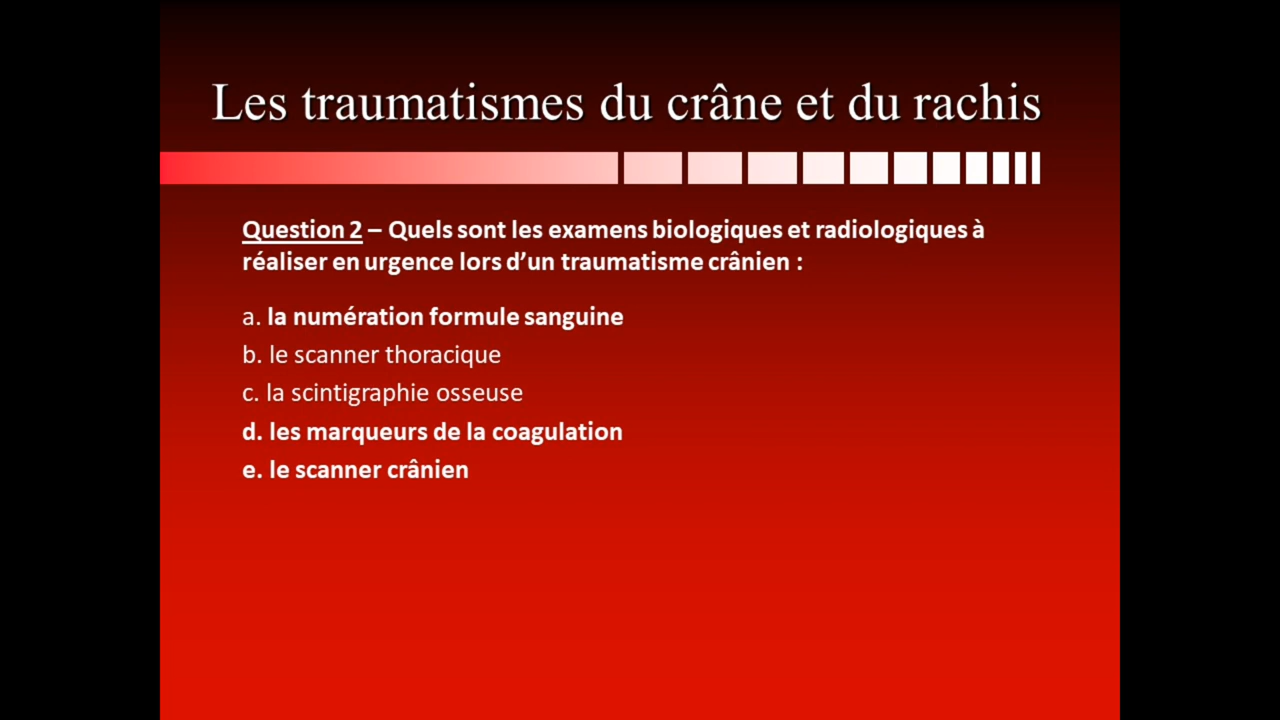 Les traumatismes du crâne et du rachis
Question 2 – Quels sont les examens biologiques et radiologiques à
réaliser en urgence lors d’un traumatisme crânien :
a. la numération formule sanguine
b. le scanner thoracique
c. la scintigraphie osseuse
d. les marqueurs de la coagulation
e. le scanner crânien